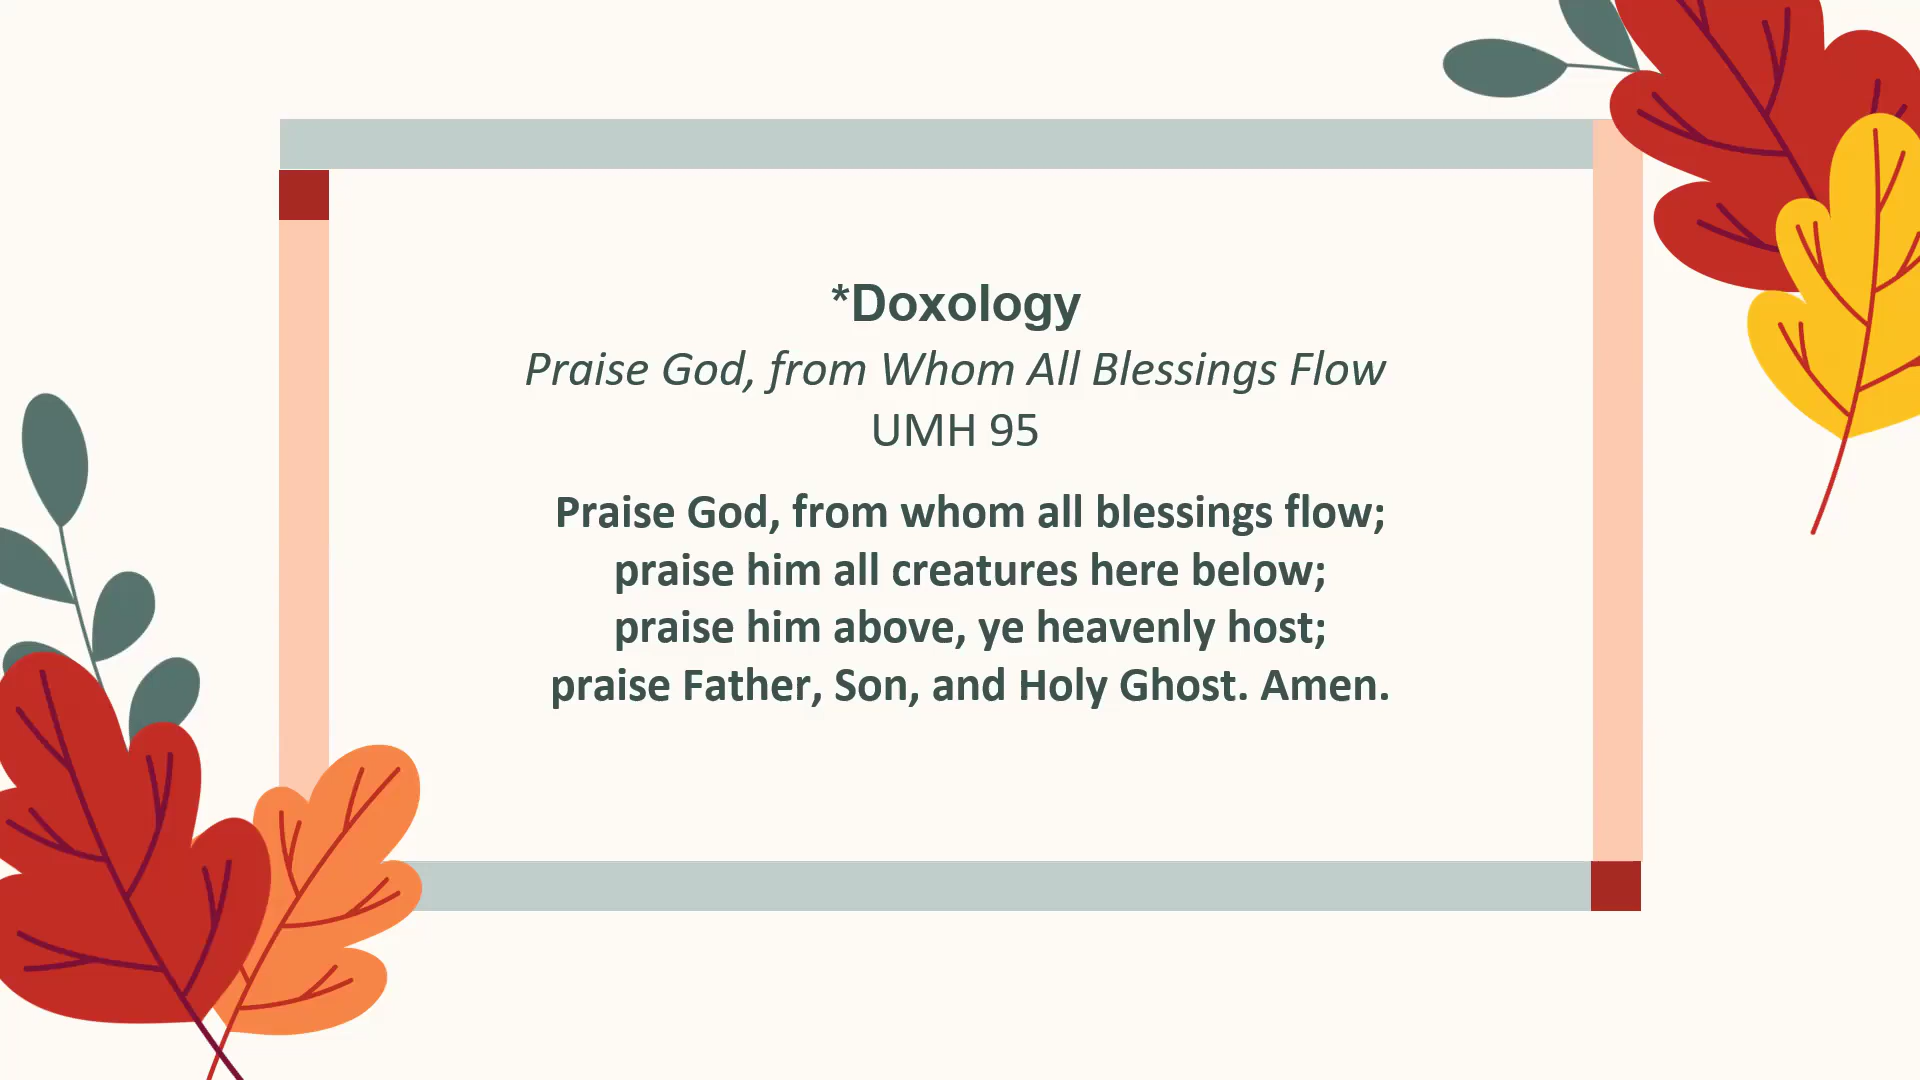 *Doxology
Praise God, from Whom All Blessings Flow
UMH 95
Praise God, from whom all blessings flow;
praise him all creatures here below;
praise him above, ye heavenly host;
praise Father, Son, and Holy Ghost. Amen.